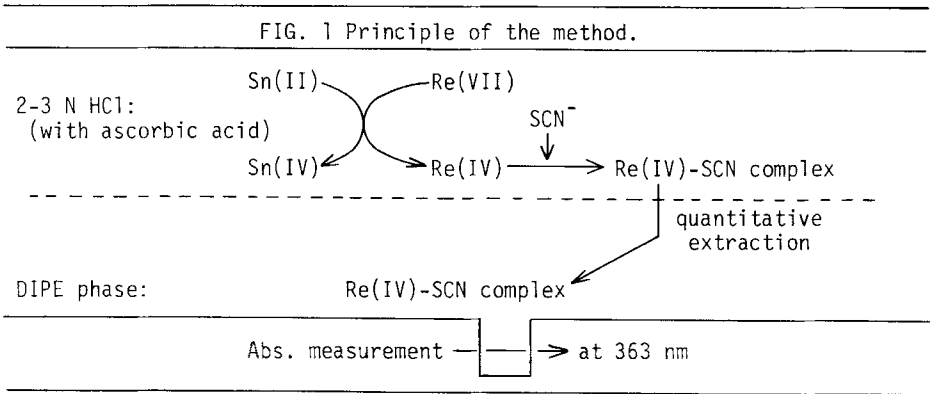 FIG. 1 Principle of the method.
Sn(II) Re(VII)
2-3 N HCl:
(with ascorbic acid)
SCN⁻
Sn(IV) Re(IV) Re(IV)-SCN complex
quantitative
extraction
DIPE phase: Re(IV)-SCN complex
Abs. measurement at 363 nm